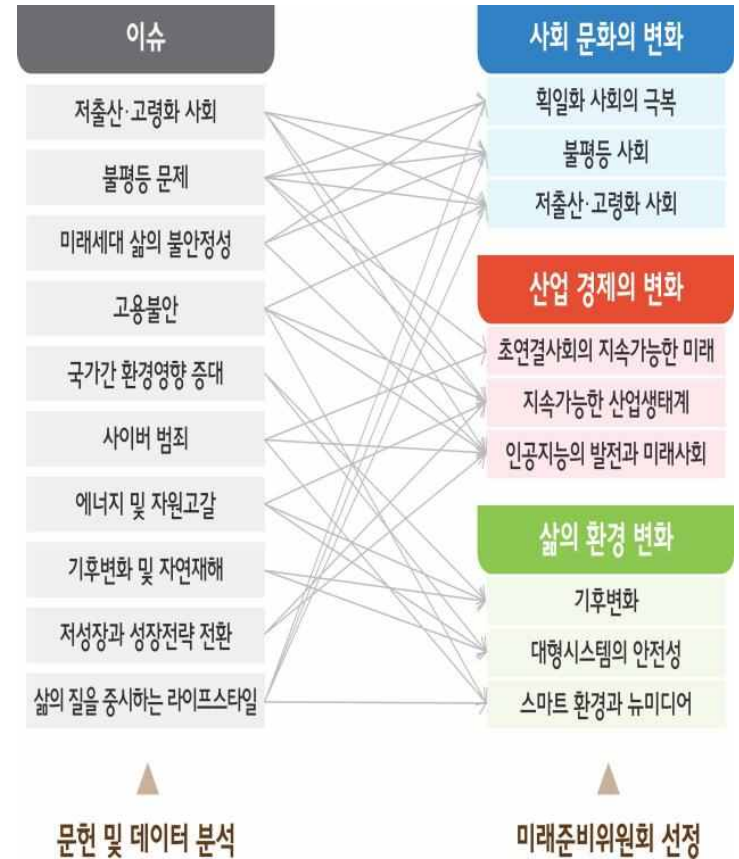 이슈
저출산·고령화 사회
불평등 문제
미래세대 삶의 불안정성
고용불안
국가간 환경영향 증대
사이버 범죄
에너지 및 자원고갈
기후변화 및 자연재해
저성장과 성장전략 전환
삶의 질을 중시하는 라이프스타일
문헌 및 데이터 분석
사회 문화의 변화
획일화 사회의 극복
불평등 사회
저출산·고령화 사회
산업 경제의 변화
초연결사회의 지속가능한 미래
지속가능한 산업생태계
인공지능의 발전과 미래사회
삶의 환경 변화
기후변화
대형시스템의 안전성
스마트 환경과 뉴미디어
미래준비위원회 선정